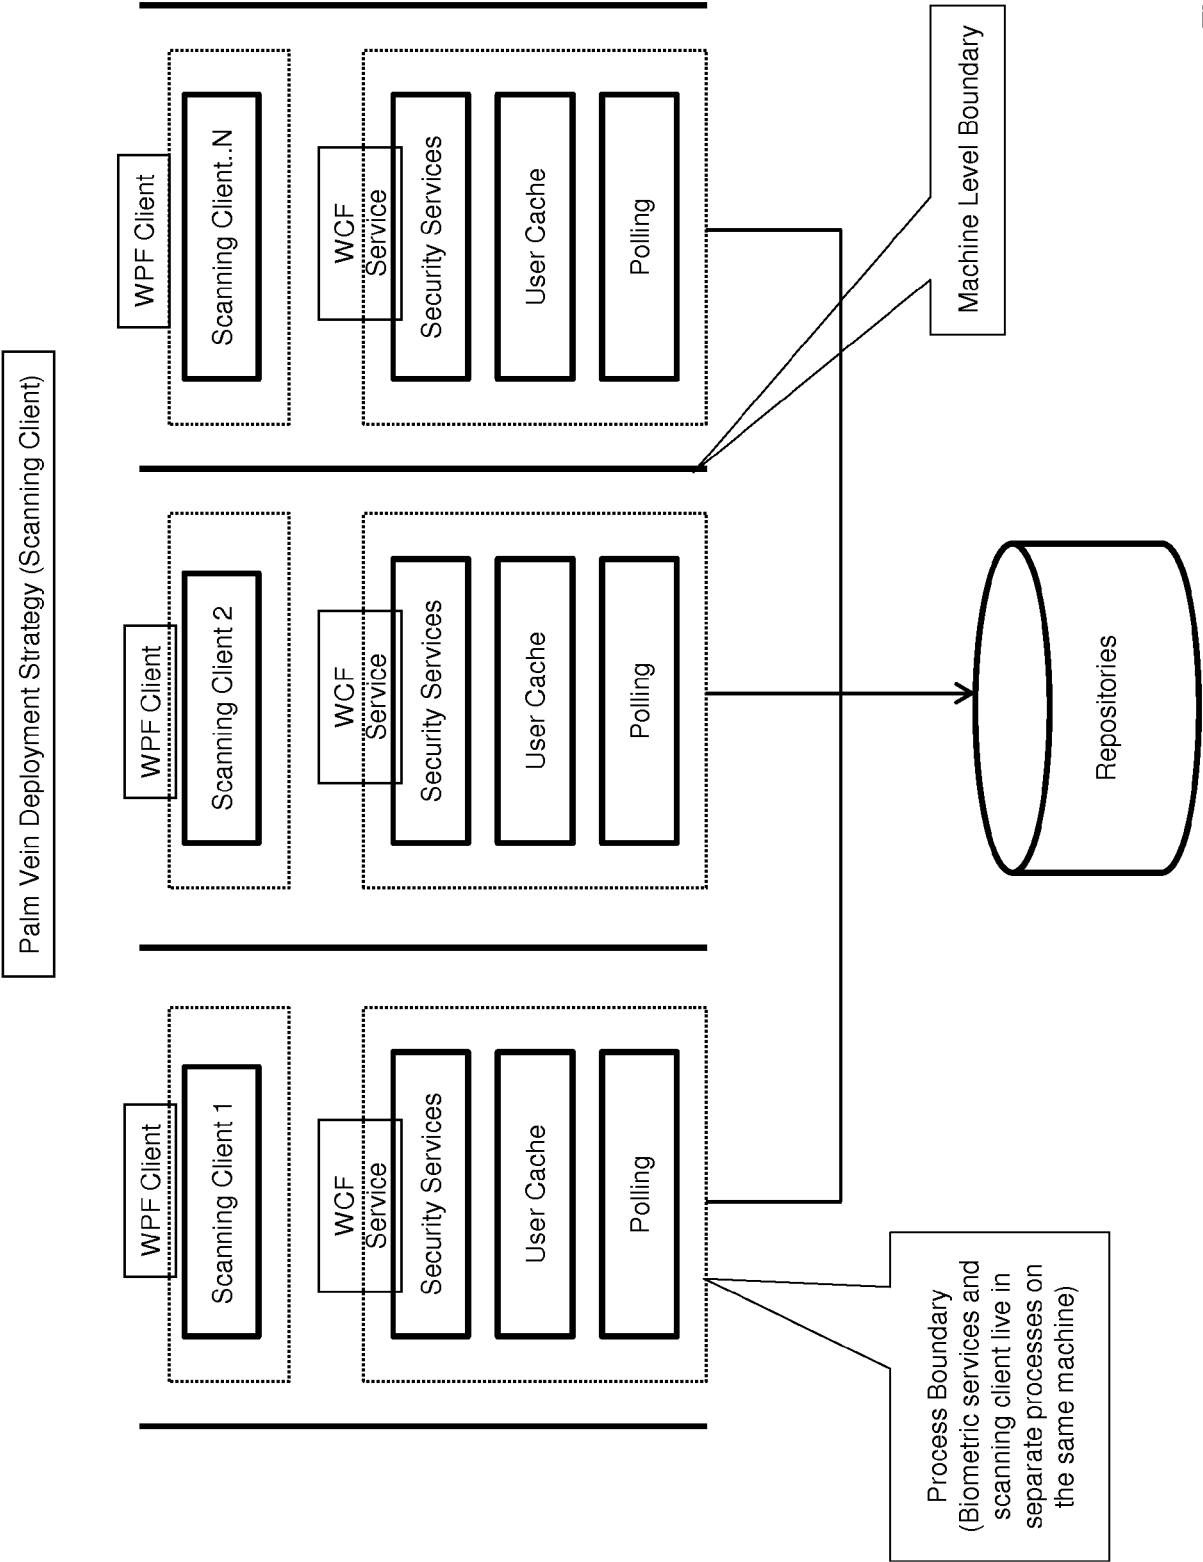 Palm Vein Deployment Strategy (Scanning Client)
WPF Client
Scanning Client 1
WCF
Service
Security Services
User Cache
Polling
WPF Client
Scanning Client 2
WCF
Service
Security Services
User Cache
Polling
WPF Client
Scanning Client..N
WCF
Service
Security Services
User Cache
Polling
Process Boundary
(Biometric services and
scanning client live in
separate processes on
the same machine)
Repositories
Machine Level Boundary